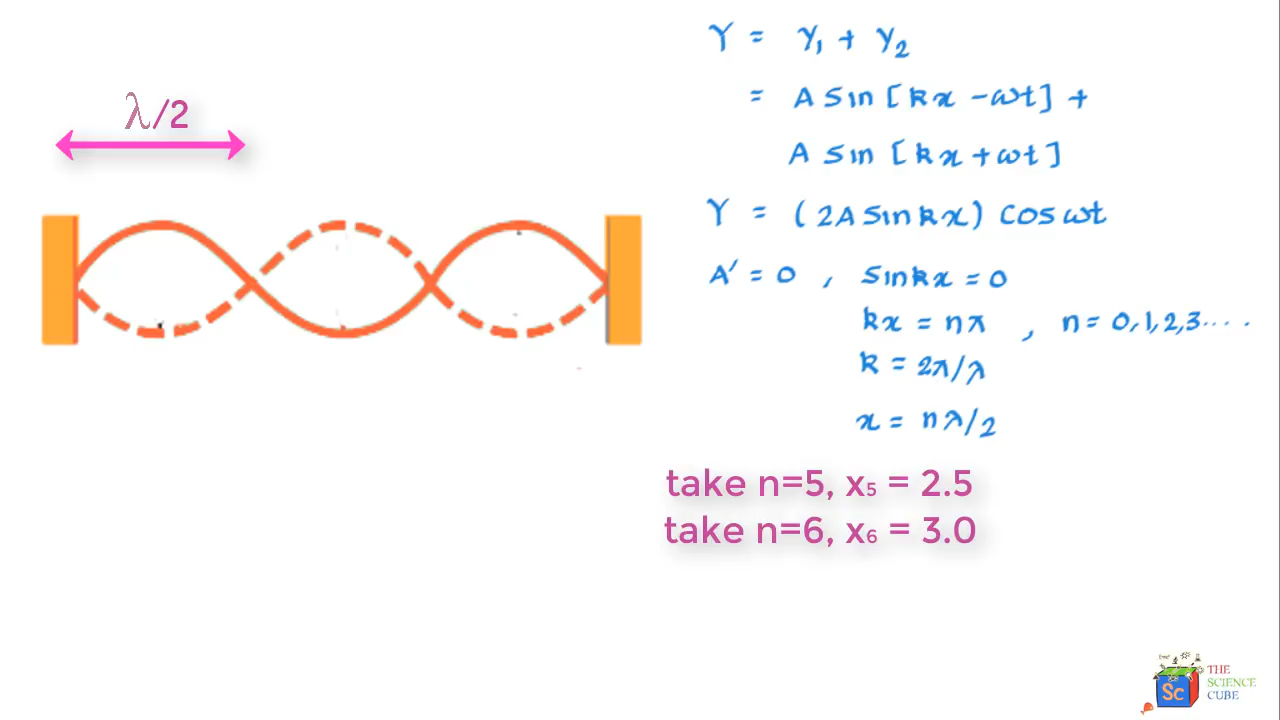 λ/2
Y = y₁ + y₂
= A Sin [kx - ωt] +
A Sin [kx + ωt]
Y = (2A Sin kx) Cos ωt
A′ = 0 , Sin kx = 0
kx = nπ , n = 0,1,2,3....
k = 2π/λ
x = nλ/2
take n=5, x₅ = 2.5
take n=6, x₆ = 3.0
Sc
THE
SCIENCE
CUBE